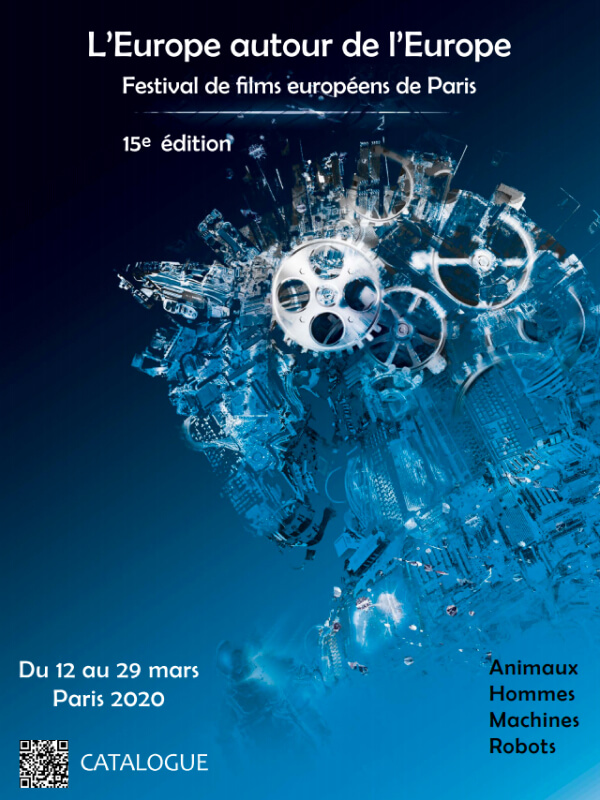 L'Europe autour de l'Europe
Festival de films européens de Paris
15e édition
Du 12 au 29 mars
Paris 2020
Animaux
Hommes
Machines
Robots
CATALOGUE